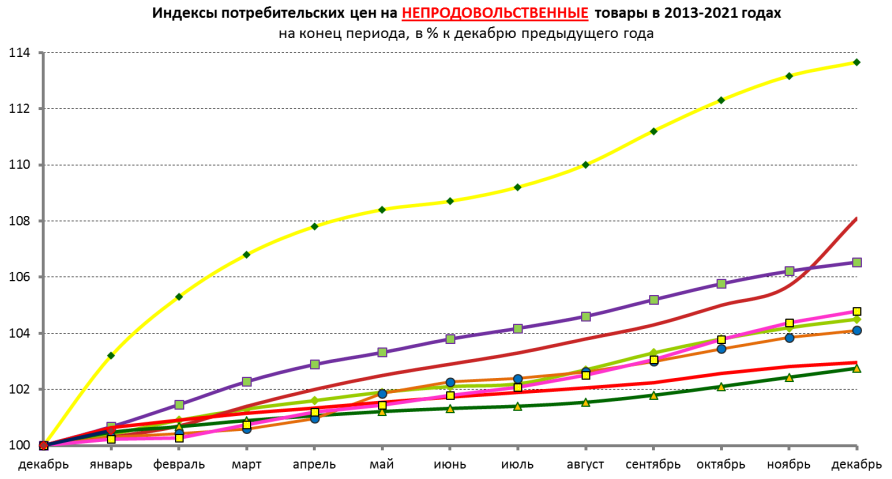 Индексы потребительских цен на НЕПРОДОВОЛЬСТВЕННЫЕ товары в 2013-2021 годах
на конец периода, в % к декабрю предыдущего года
114
112
110
108
106
104
102
100
декабрь январь февраль март апрель май июнь июль август сентябрь октябрь ноябрь декабрь